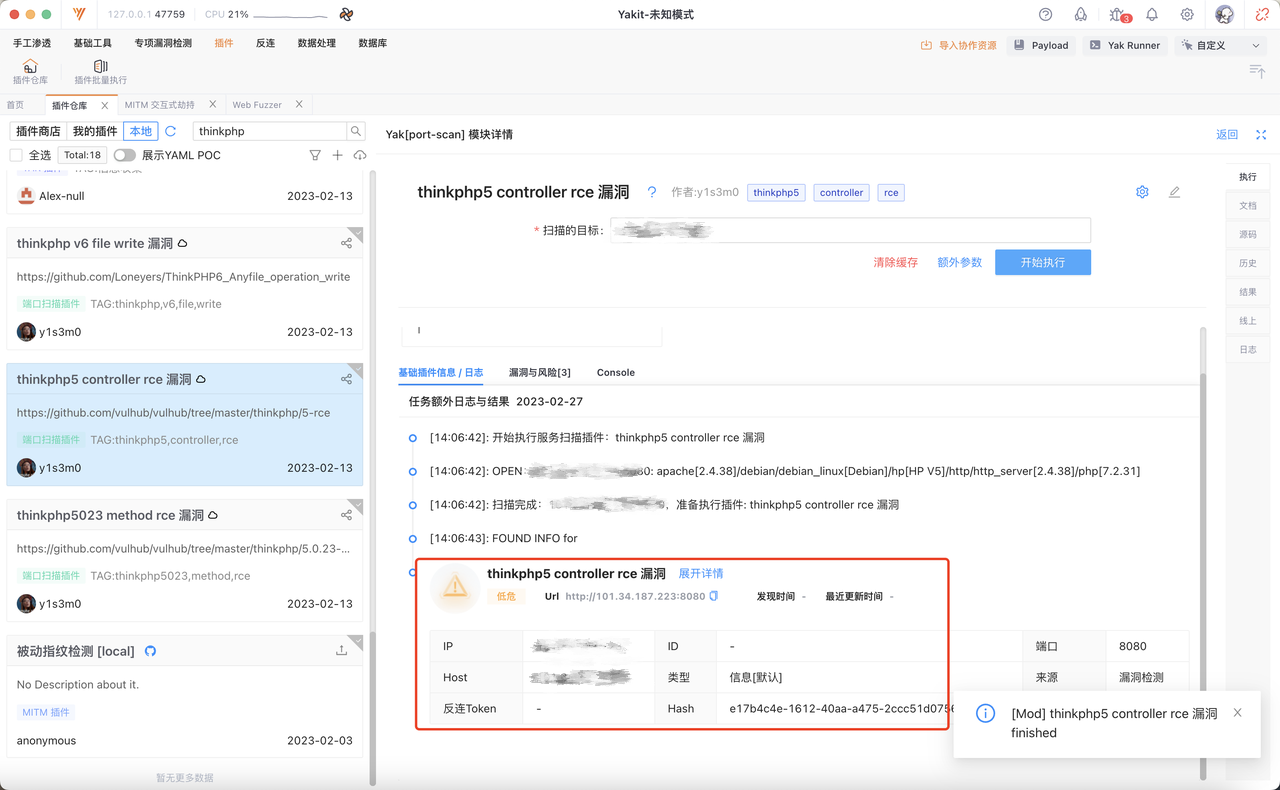 127.0.0.1 47759 CPU 21% Yakit-未知模式 3
手工渗透 基础工具 专项漏洞检测 插件 反连 数据处理 数据库 导入协作资源 Payload Yak Runner 自定义
插件仓库 插件批量执行
首页 插件仓库 MITM 交互式劫持 Web Fuzzer
插件商店 我的插件 本地 thinkphp
全选 Total:18 展示YAML POC
Alex-null 2023-02-13
thinkphp v6 file write 漏洞
https://github.com/Loneyers/ThinkPHP6_Anyfile_operation_write
端口扫描插件 TAG:thinkphp,v6,file,write
y1s3m0 2023-02-13
thinkphp5 controller rce 漏洞
https://github.com/vulhub/vulhub/tree/master/thinkphp/5-rce
端口扫描插件 TAG:thinkphp5,controller,rce
y1s3m0 2023-02-13
thinkphp5023 method rce 漏洞
https://github.com/vulhub/vulhub/tree/master/thinkphp/5.0.23-...
端口扫描插件 TAG:thinkphp5023,method,rce
y1s3m0 2023-02-13
被动指纹检测 [local]
No Description about it.
MITM 插件
anonymous 2023-02-03
暂无更多数据
Yak[port-scan] 模块详情 返回
thinkphp5 controller rce 漏洞 ? 作者:y1s3m0 thinkphp5 controller rce
* 扫描的目标:
清除缓存 额外参数 开始执行
基础插件信息 / 日志 漏洞与风险[3] Console
任务额外日志与结果 2023-02-27
[14:06:42]: 开始执行服务扫描插件：thinkphp5 controller rce 漏洞
[14:06:42]: OPEN: apache[2.4.38]/debian/debian_linux[Debian]/hp[HP V5]/http/http_server[2.4.38]/php[7.2.31]
[14:06:42]: 扫描完成： ，准备执行插件: thinkphp5 controller rce 漏洞
[14:06:43]: FOUND INFO for
thinkphp5 controller rce 漏洞 展开详情
低危 Url http://101.34.187.223:8080 发现时间 - 最近更新时间 -
IP ID - 端口 8080
Host 类型 信息[默认] 来源 漏洞检测
反连Token - Hash e17b4c4e-1612-40aa-a475-2ccc51d0756
[Mod] thinkphp5 controller rce 漏洞
finished
执行
文档
源码
历史
结果
线上
日志